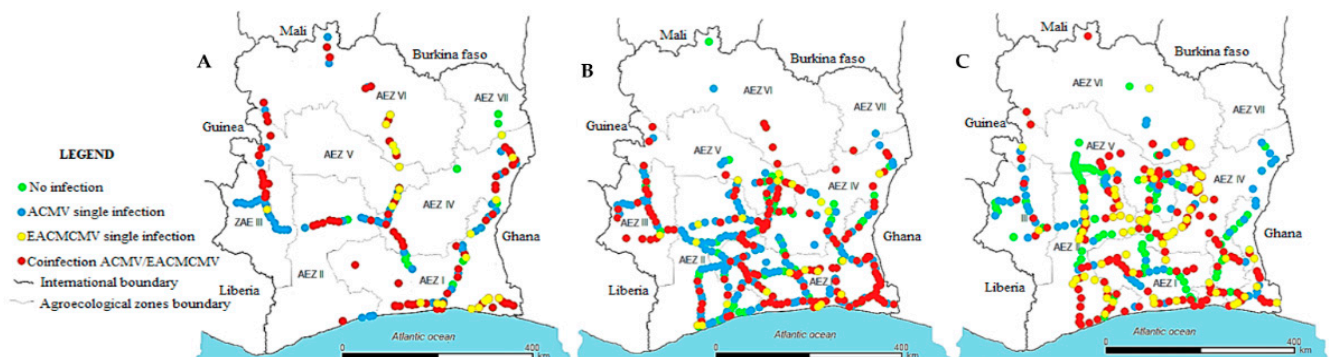 LEGEND
No infection
ACMV single infection
EACMCMV single infection
Coinfection ACMV/EACMCMV
International boundary
Agroecological zones boundary
A
Mali
Burkina faso
AEZ VI
AEZ VII
Guinea
AEZ V
ZAE III
AEZ IV
Ghana
AEZ II
AEZ I
Liberia
Atlantic ocean
0
400
km
B
Mali
Burkina faso
AEZ VI
AEZ VII
Guinea
AEZ V
AEZ IV
AEZ III
Ghana
AEZ II
AEZ
Liberia
Atlantic ocean
0
400
km
C
Mali
Burkina faso
AEZ VI
AEZ VII
Guinea
AEZ V
AEZ IV
III
Ghana
AEZ I
Liberia
Atlantic ocean
0
400
km